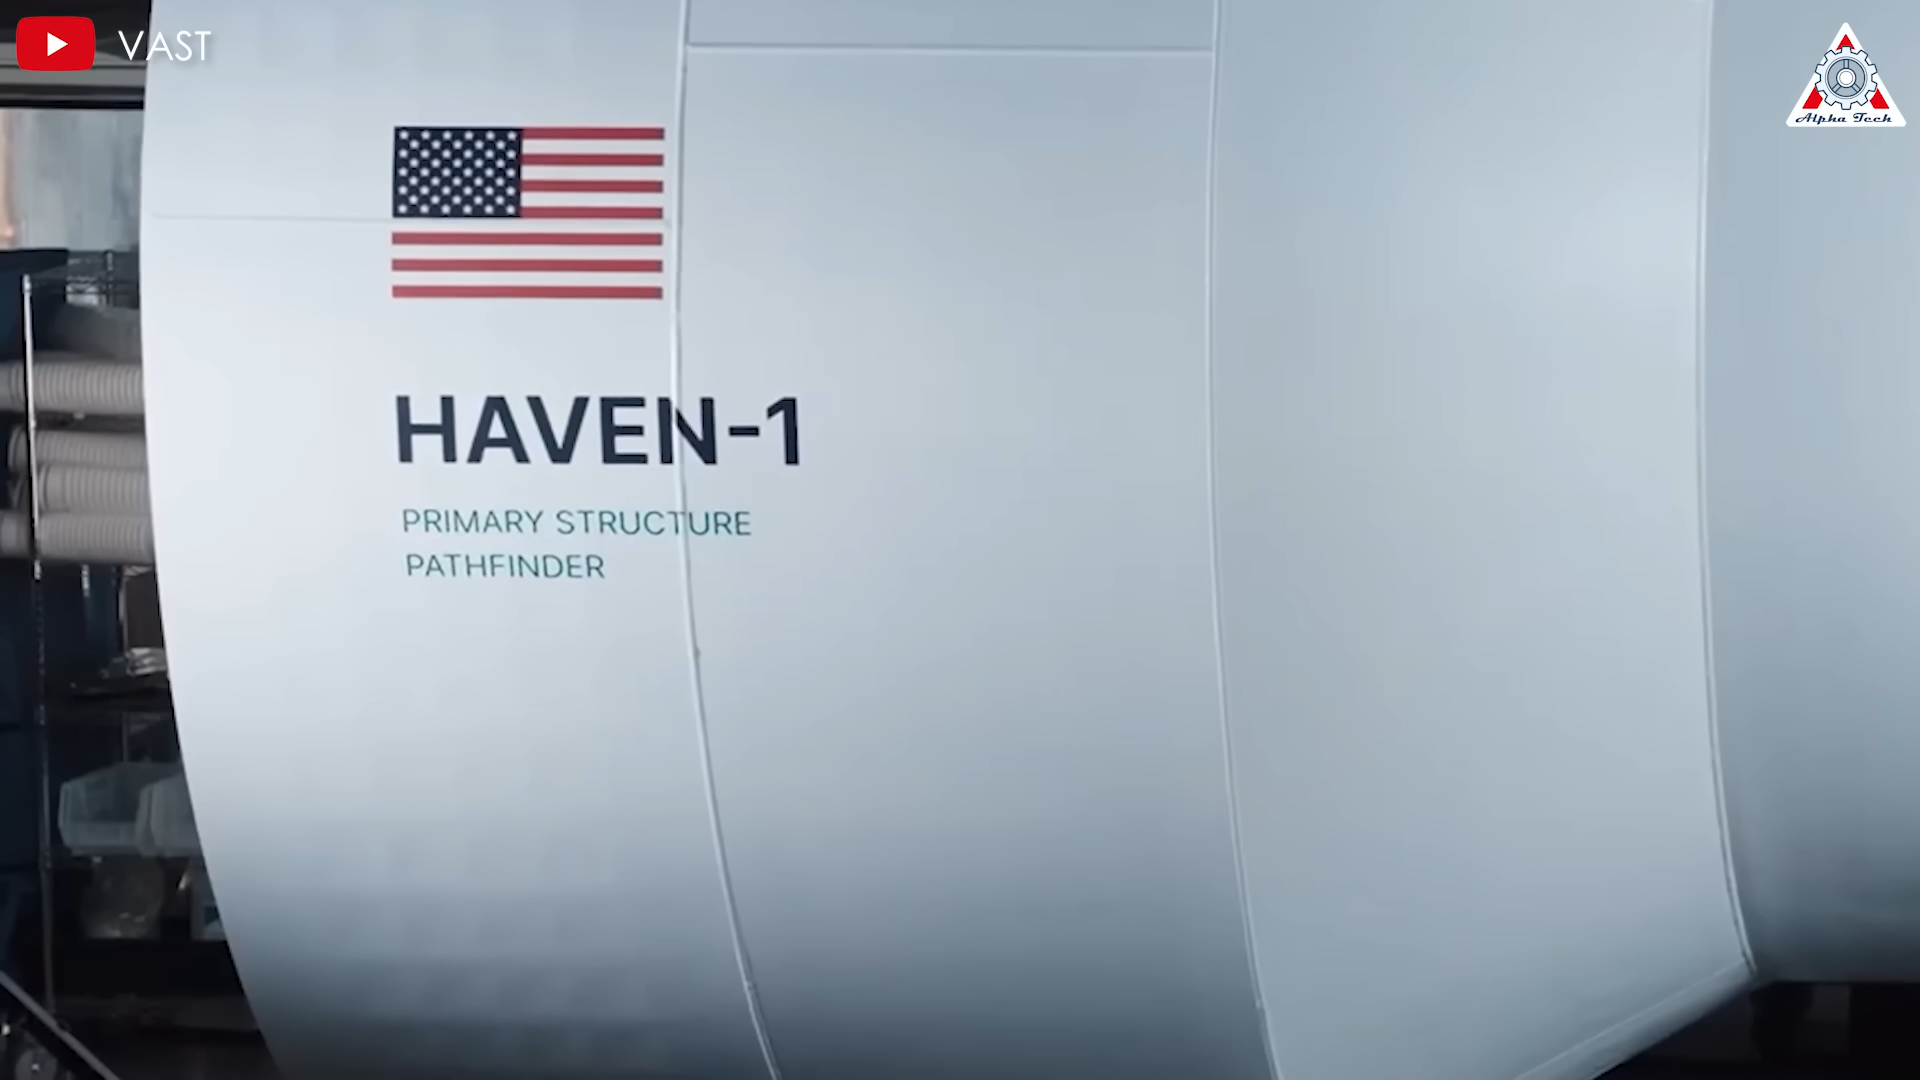 VAST
Alpha Tech
HAVEN-1
PRIMARY STRUCTURE
PATHFINDER